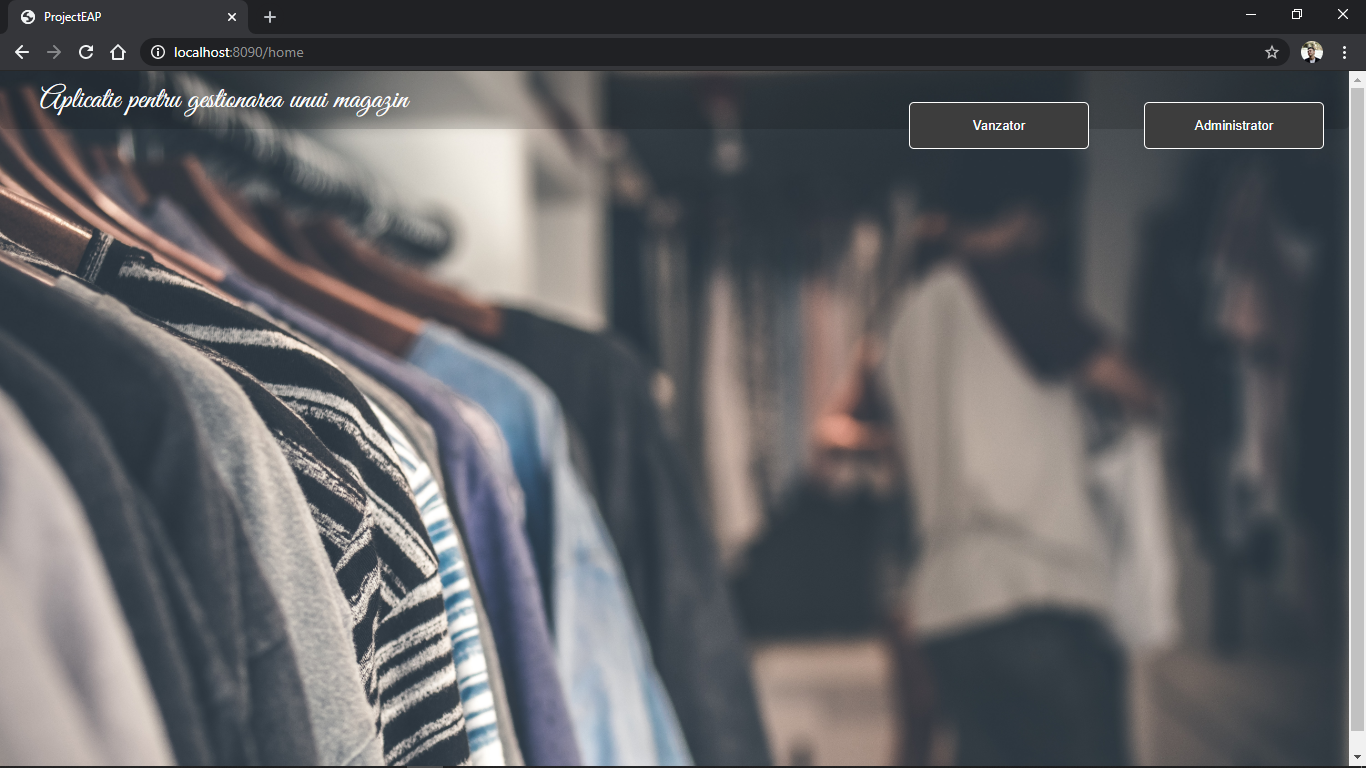 ProjectEAP
localhost:8090/home
Aplicatie pentru gestionarea unui magazin
Vanzator
Administrator